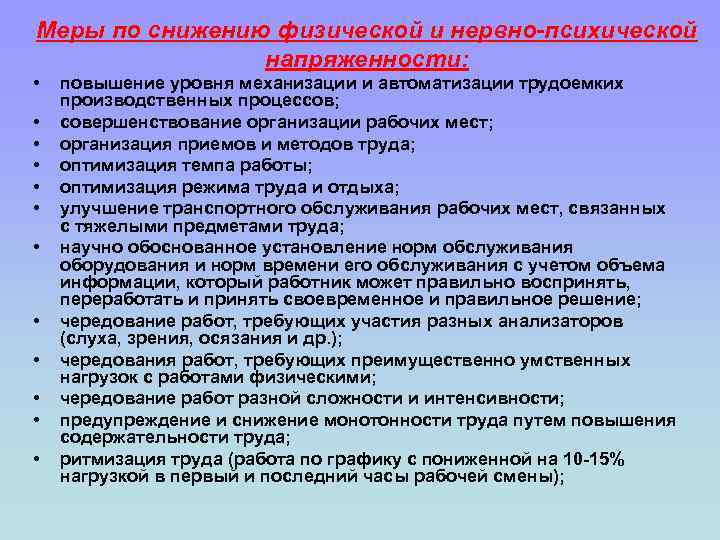 Меры по снижению физической и нервно-психической
напряженности:
• повышение уровня механизации и автоматизации трудоемких
производственных процессов;
• совершенствование организации рабочих мест;
• организация приемов и методов труда;
• оптимизация темпа работы;
• оптимизация режима труда и отдыха;
• улучшение транспортного обслуживания рабочих мест, связанных
с тяжелыми предметами труда;
• научно обоснованное установление норм обслуживания
оборудования и норм времени его обслуживания с учетом объема
информации, который работник может правильно воспринять,
переработать и принять своевременное и правильное решение;
• чередование работ, требующих участия разных анализаторов
(слуха, зрения, осязания и др. );
• чередования работ, требующих преимущественно умственных
нагрузок с работами физическими;
• чередование работ разной сложности и интенсивности;
• предупреждение и снижение монотонности труда путем повышения
содержательности труда;
• ритмизация труда (работа по графику с пониженной на 10-15%
нагрузкой в первый и последний часы рабочей смены);